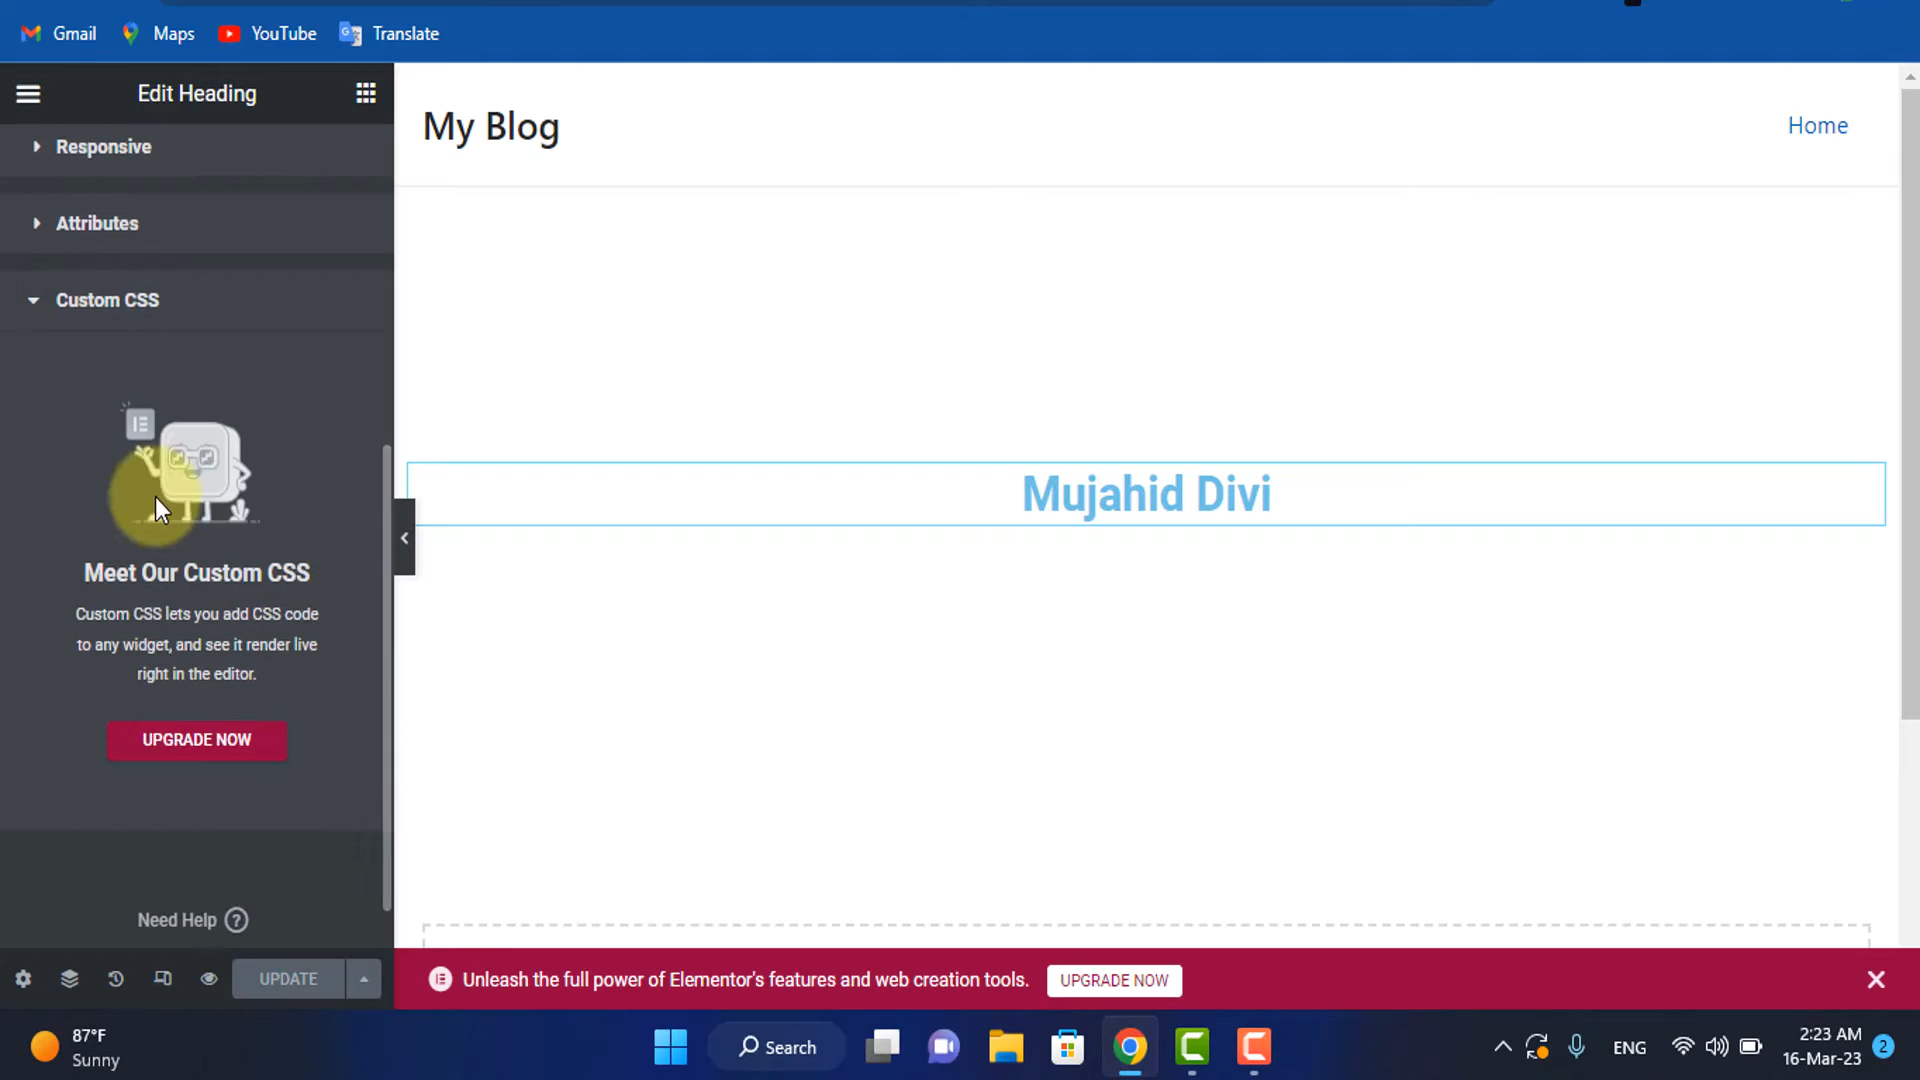 Gmail
Maps
YouTube
Translate
Edit Heading
Responsive
Attributes
Custom CSS
Meet Our Custom CSS
Custom CSS lets you add CSS code
to any widget, and see it render live
right in the editor.
UPGRADE NOW
Need Help ?
UPDATE
My Blog
Home
Mujahid Divi
Unleash the full power of Elementor's features and web creation tools.
UPGRADE NOW
87°F
Sunny
Search
ENG
2:23 AM
16-Mar-23
2